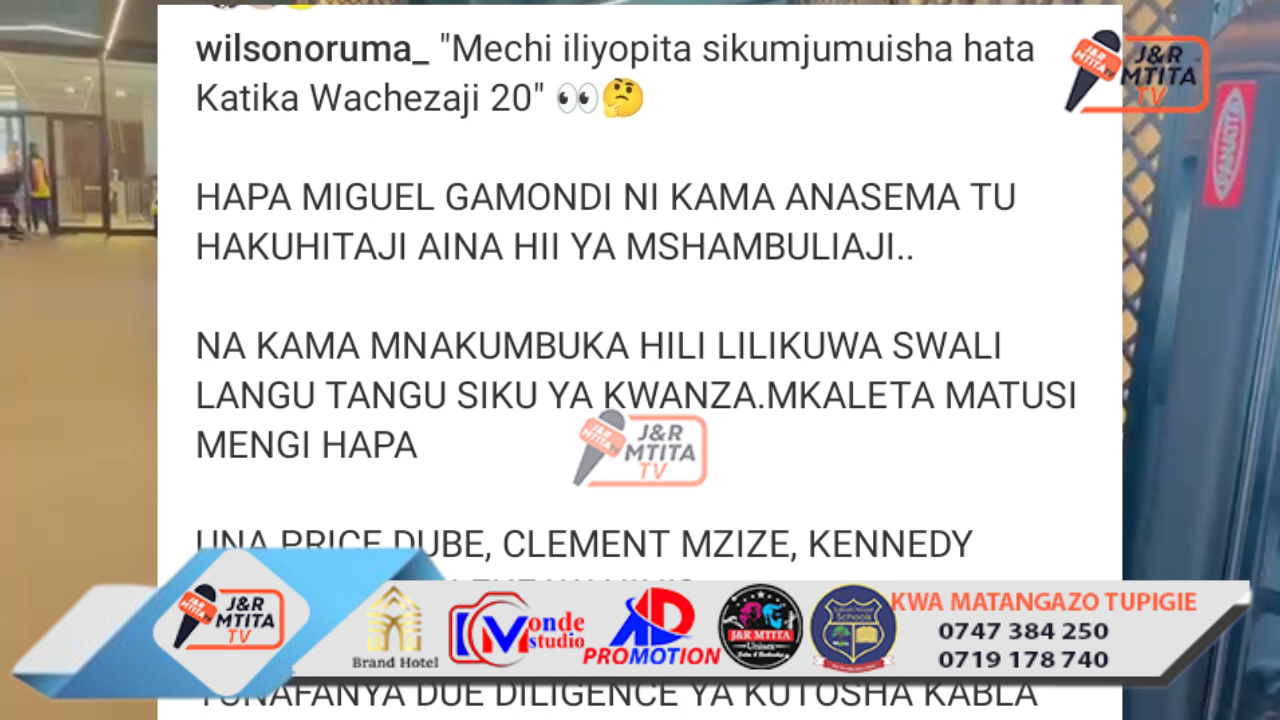 wilsonoruma_ "Mechi iliyopita sikumjumuisha hata
Katika Wachezaji 20" 👀🤔
HAPA MIGUEL GAMONDI NI KAMA ANASEMA TU
HAKUHITAJI AINA HII YA MSHAMBULIAJI..
NA KAMA MNAKUMBUKA HILI LILIKUWA SWALI
LANGU TANGU SIKU YA KWANZA.MKALETA MATUSI
MENGI HAPA
UNA PRICE DUBE, CLEMENT MZIZE, KENNEDY
TUNAFANYA DUE DILIGENCE YA KUTOSHA KABLA
J&R
MTITA
TV
J&R
MTITA
TV
J&R
MTITA
TV
Brand Hotel
Monde
studio
KD
PROMOTION
J&R MTITA
Unisex
Schools
KWA MATANGAZO TUPIGIE
0747 384 250
0719 178 740